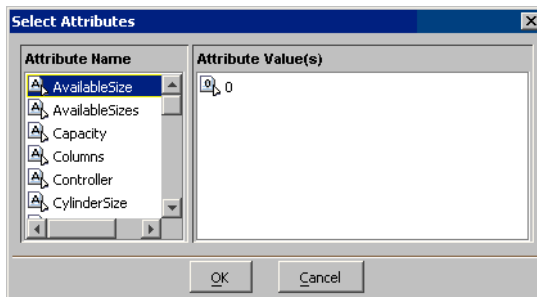 Select Attributes
Attribute Name
AvailableSize
AvailableSizes
Capacity
Columns
Controller
CylinderSize
Attribute Value(s)
0
OK
Cancel